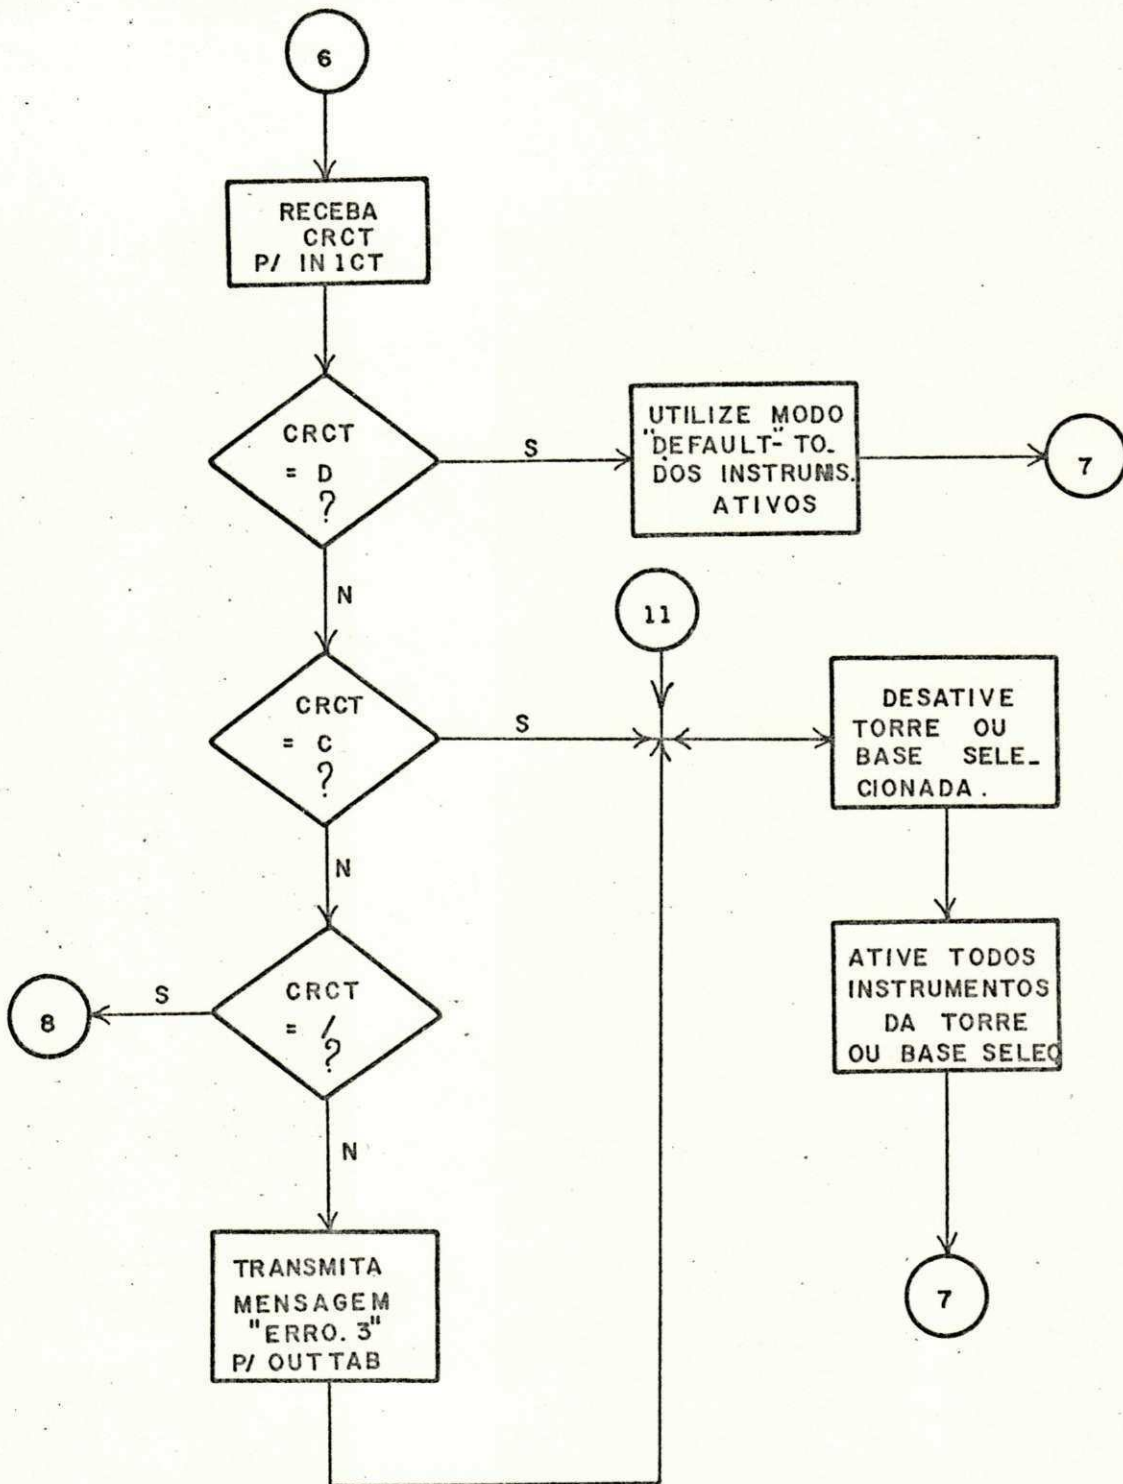 6
RECEBA
CRCT
P/ IN1CT
CRCT
= D
?
S
UTILIZE MODO
"DEFAULT-TO_
DOS INSTRUMS.
ATIVOS
7
N
11
CRCT
= C
?
S
DESATIVE
TORRE OU
BASE SELE_
CIONADA.
N
ATIVE TODOS
INSTRUMENTOS
DA TORRE
OU BASE SELEC
CRCT
= /
?
S
8
N
TRANSMITA
MENSAGEM
"ERRO. 3"
P/ OUTTAB
7